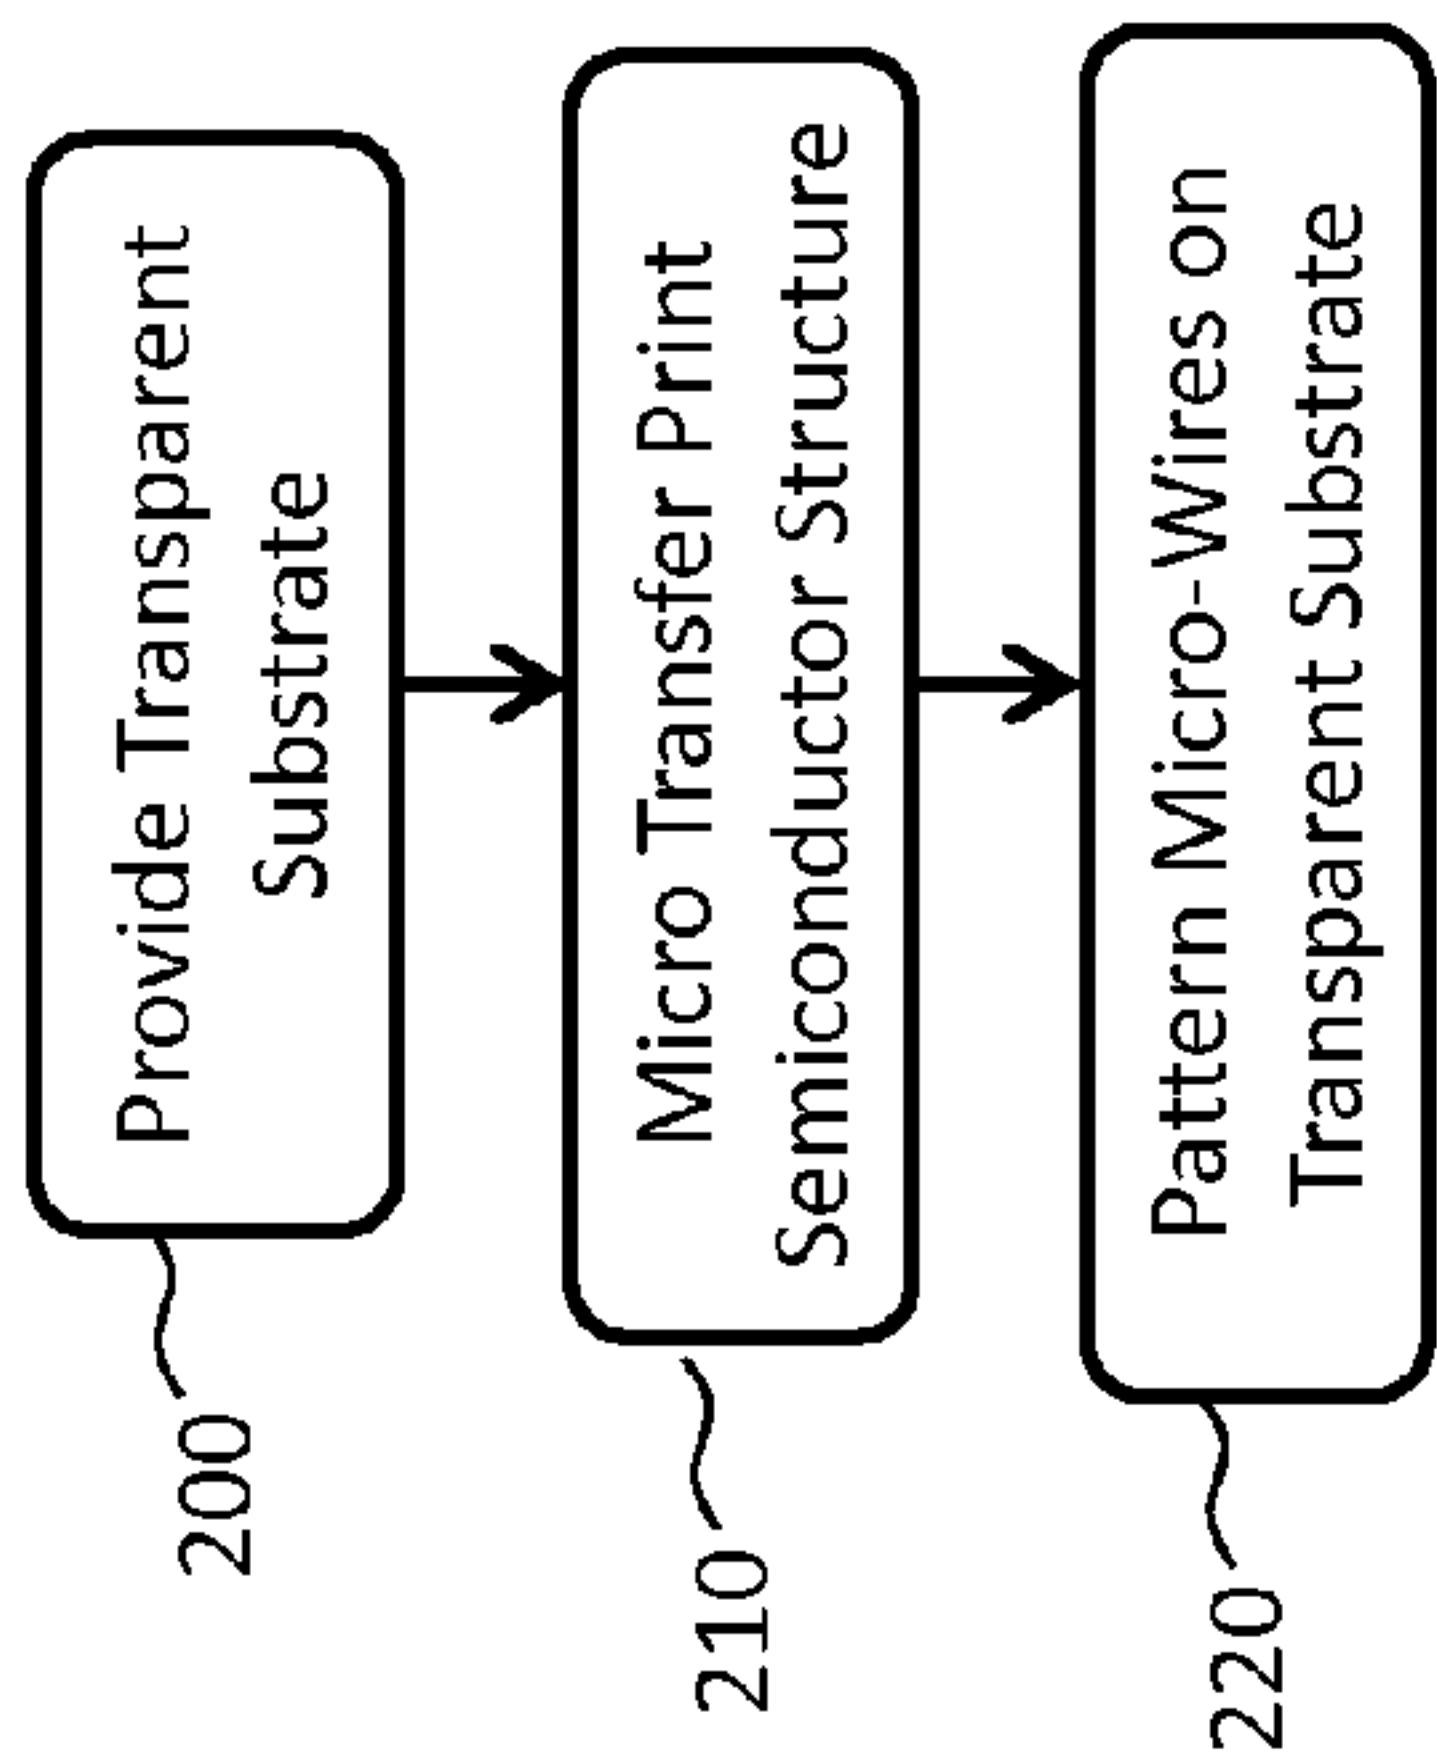 200
Provide Transparent
Substrate
210
Micro Transfer Print
Semiconductor Structure
220
Pattern Micro-Wires on
Transparent Substrate